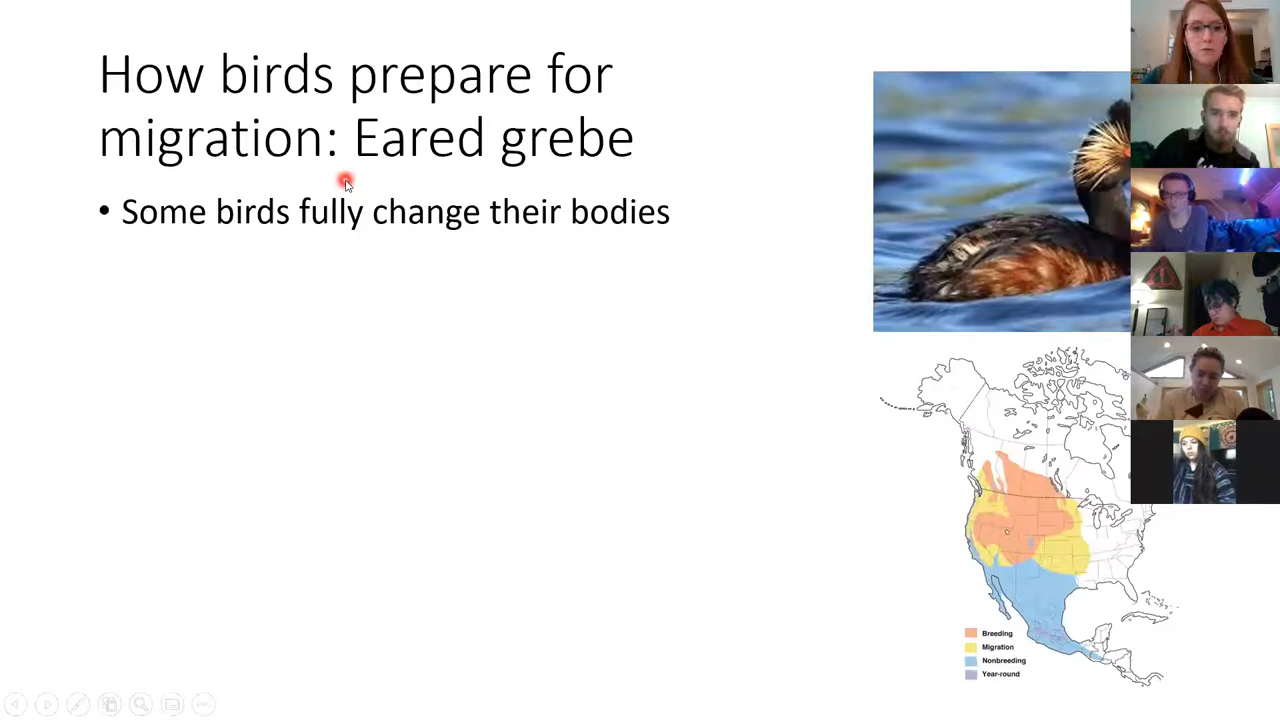 How birds prepare for
migration: Eared grebe
• Some birds fully change their bodies
Breeding
Migration
Nonbreeding
Year-round